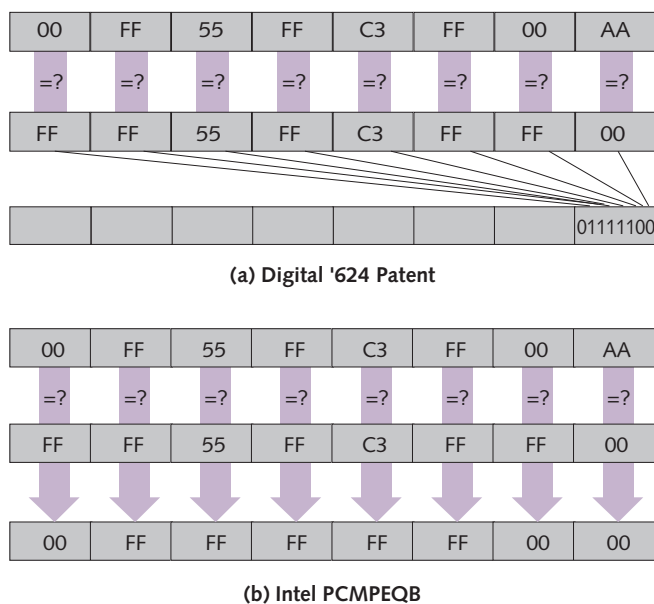 00 FF 55 FF C3 FF 00 AA
=? =? =? =? =? =? =? =?
FF FF 55 FF C3 FF FF 00
01111100
(a) Digital '624 Patent
00 FF 55 FF C3 FF 00 AA
=? =? =? =? =? =? =? =?
FF FF 55 FF C3 FF FF 00
00 FF FF FF FF FF 00 00
(b) Intel PCMPEQB